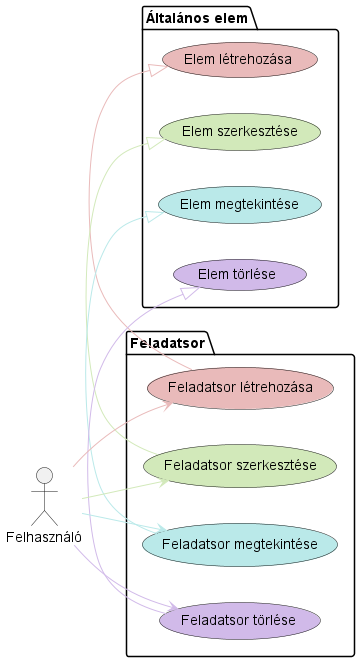 Általános elem
Elem létrehozása
Elem szerkesztése
Elem megtekintése
Elem törlése
Feladatsor
Feladatsor létrehozása
Feladatsor szerkesztése
Feladatsor megtekintése
Feladatsor törlése
Felhasználó